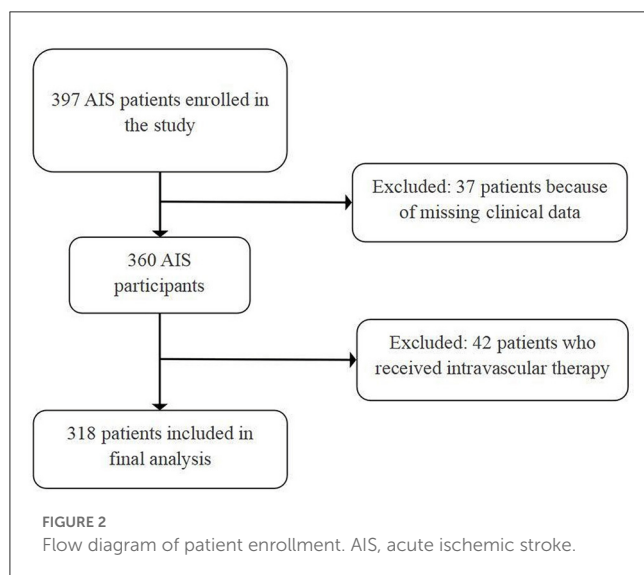 397 AIS patients enrolled in
the study
Excluded: 37 patients because
of missing clinical data
360 AIS
participants
Excluded: 42 patients who
received intravascular therapy
318 patients included in
final analysis
FIGURE 2
Flow diagram of patient enrollment. AIS, acute ischemic stroke.